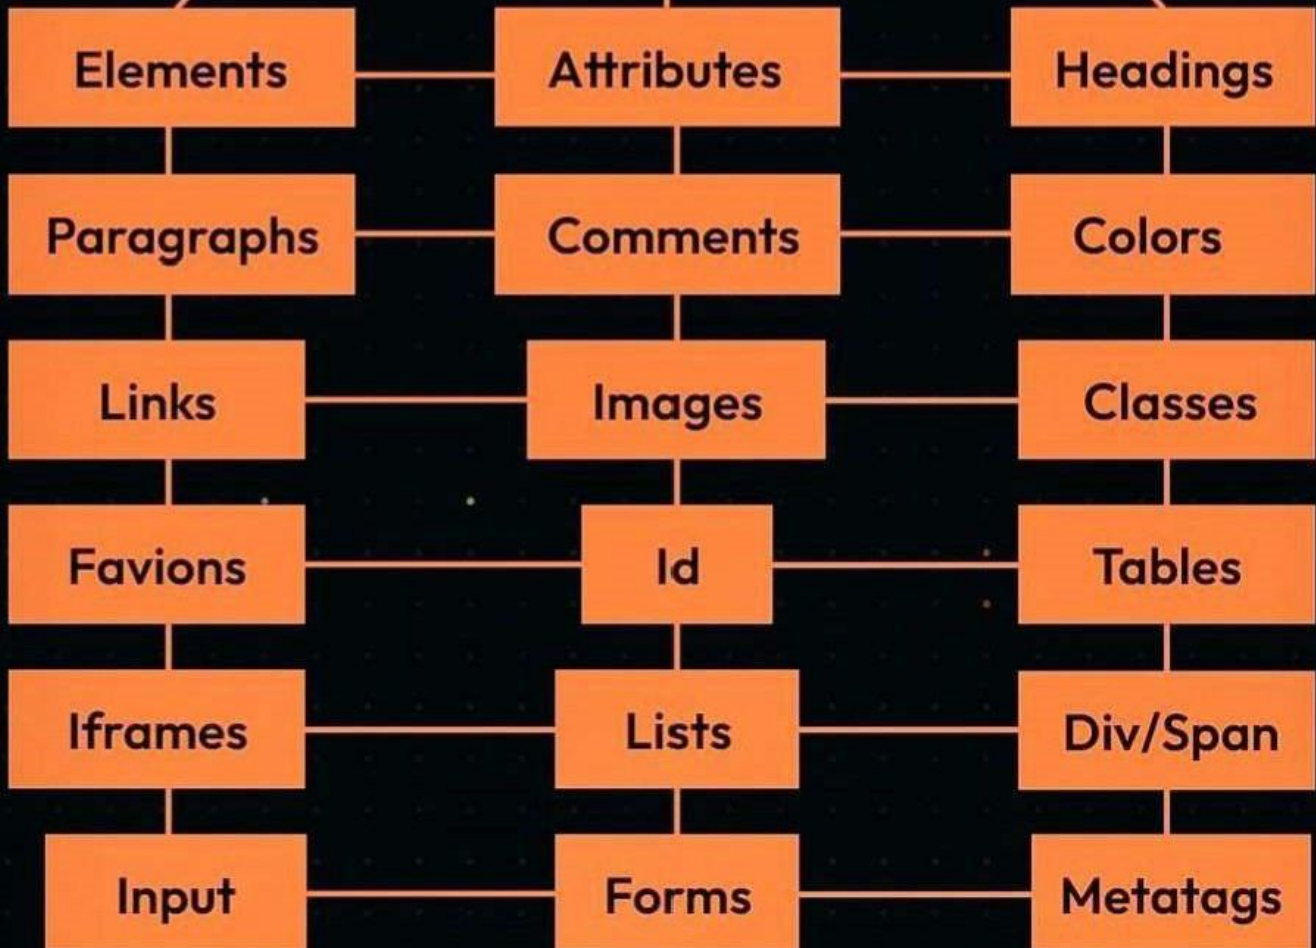 Elements
Attributes
Headings
Paragraphs
Comments
Colors
Links
Images
Classes
Favions
Id
Tables
Iframes
Lists
Div/Span
Input
Forms
Metatags